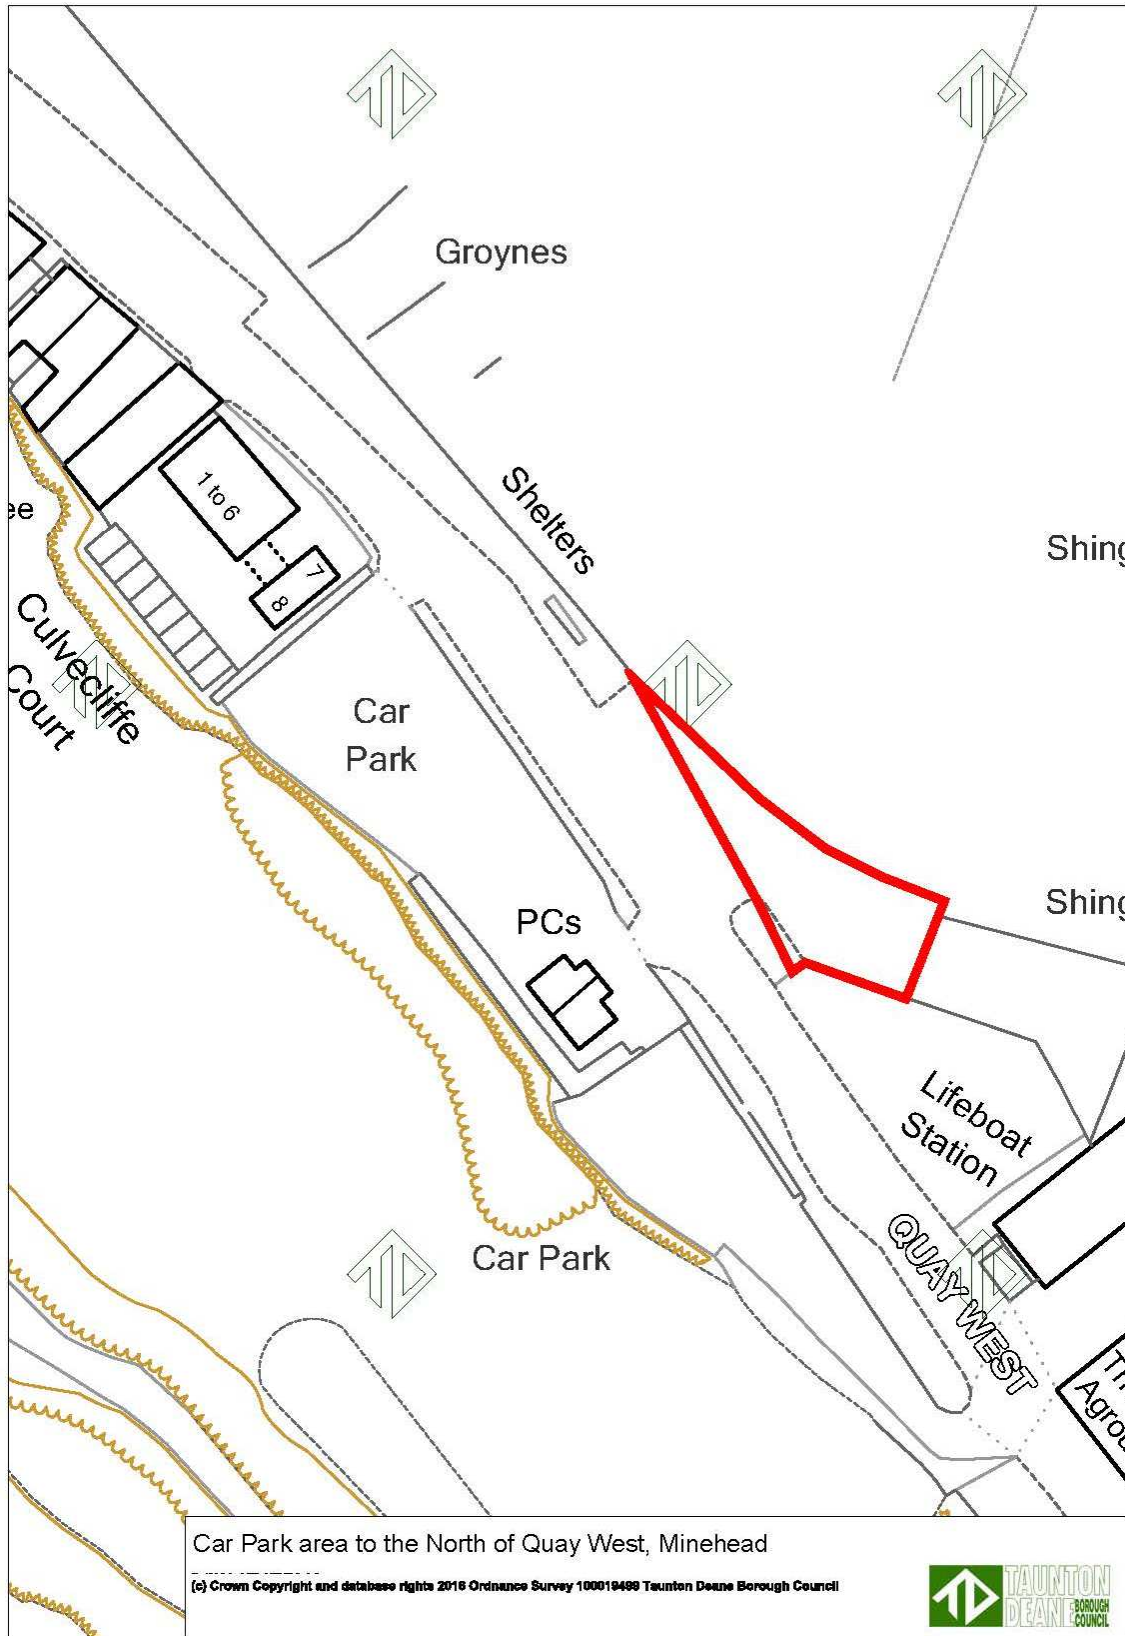 Groynes
Shelters
1 to 6
7
8
ee
Culvecliffe
Court
Shing
Car
Park
PCs
Shing
Lifeboat
Station
QUAY WEST
Car Park
Th
Agrou
Car Park area to the North of Quay West, Minehead
(c) Crown Copyright and database rights 2016 Ordnance Survey 100019499 Taunton Deane Borough Council
TAUNTON
DEANE BOROUGH
COUNCIL